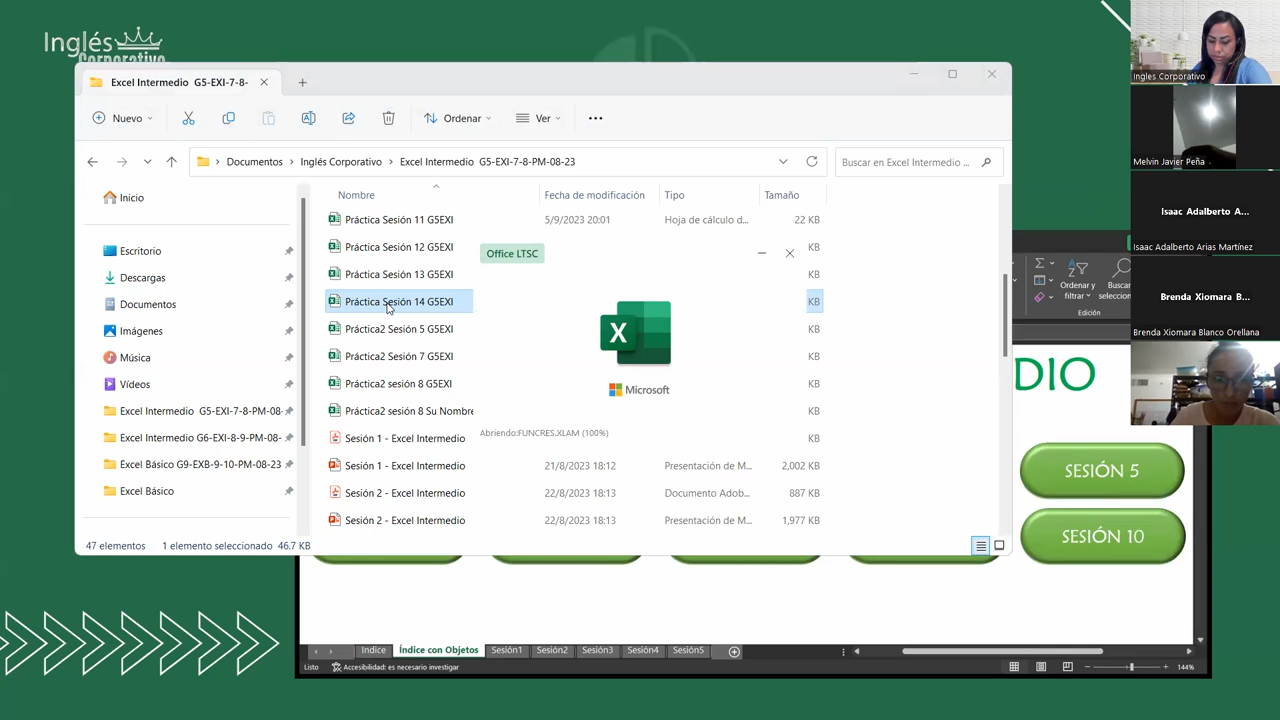 Inglés
Corporativo
Excel Intermedio G5-EXI-7-8-
Nuevo
Ordenar
Ver
Documentos
Inglés Corporativo
Excel Intermedio G5-EXI-7-8-PM-08-23
Buscar en Excel Intermedio ...
Inicio
Escritorio
Descargas
Documentos
Imágenes
Música
Vídeos
Excel Intermedio G5-EXI-7-8-PM-08-
Excel Intermedio G6-EXI-8-9-PM-08-
Excel Básico G9-EXB-9-10-PM-08-23
Excel Básico
Nombre
Fecha de modificación
Tipo
Tamaño
Práctica Sesión 11 G5EXI
5/9/2023 20:01
Hoja de cálculo d...
22 KB
Práctica Sesión 12 G5EXI
KB
Práctica Sesión 13 G5EXI
KB
Práctica Sesión 14 G5EXI
KB
Práctica2 Sesión 5 G5EXI
KB
Práctica2 Sesión 7 G5EXI
KB
Práctica2 sesión 8 G5EXI
KB
Práctica2 sesión 8 Su Nombre
KB
Sesión 1 - Excel Intermedio
KB
Sesión 1 - Excel Intermedio
21/8/2023 18:12
Presentación de M...
2,002 KB
Sesión 2 - Excel Intermedio
22/8/2023 18:13
Documento Adob...
887 KB
Sesión 2 - Excel Intermedio
22/8/2023 18:13
Presentación de M...
1,977 KB
47 elementos
1 elemento seleccionado 46.7 KB
Office LTSC
X
Microsoft
Abriendo:FUNCRES.XLAM (100%)
Ingles Corporativo
Melvin Javier Peña
Isaac Adalberto A...
Isaac Adalberto Arias Martínez
Brenda Xiomara B...
Brenda Xiomara Blanco Orellana
Ordenar y
filtrar
Buscar
seleccion
Edición
DIO
SESIÓN 5
SESIÓN 10
Indice
Índice con Objetos
Sesión1
Sesión2
Sesión3
Sesión4
Sesión5
Listo
Accesibilidad: es necesario investigar
144%